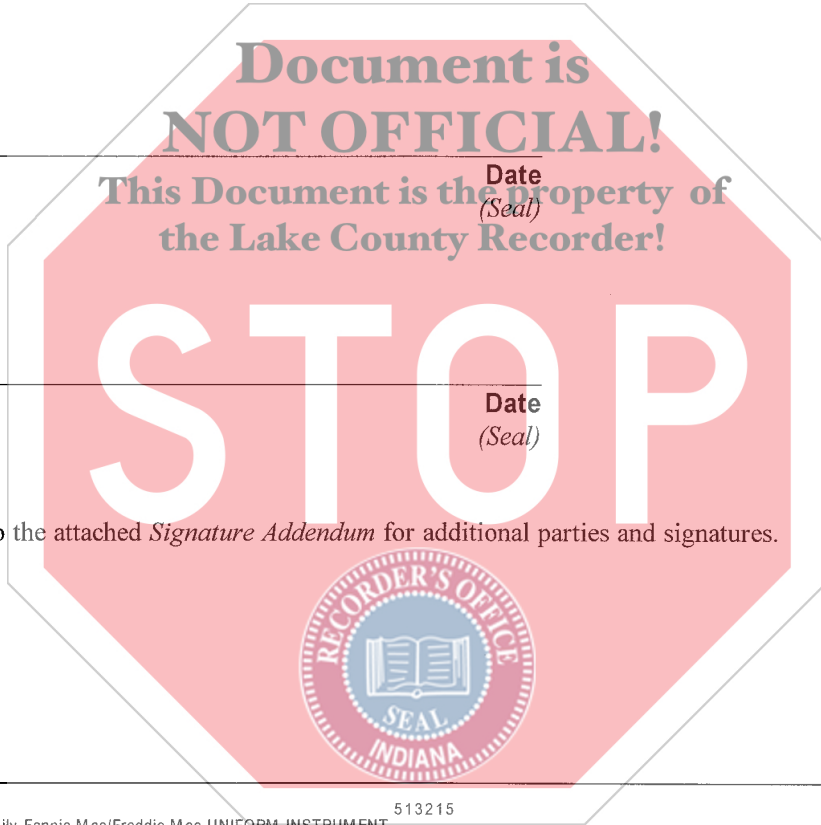 Document is
NOT OFFICIAL!
Date
This Document is the property of
(Seal)
the Lake County Recorder!
STOP
Date
(Seal)
the attached Signature Addendum for additional parties and signatures.
RECORDER'S OFFICE
SEAL
INDIANA
513215
Fannie Mae/Freddie Mac UNIFORM INSTRUMENT